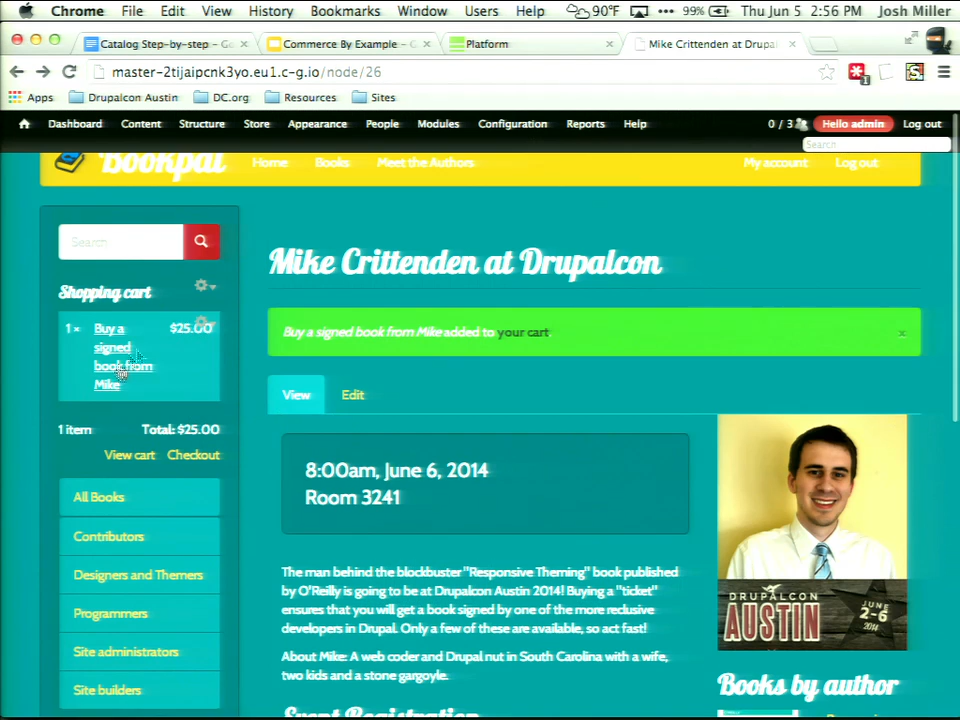 Chrome File Edit View History Bookmarks Window Users Help 90°F 99% Thu Jun 5 2:56 PM Josh Miller
Catalog Step-by-step - Go × Commerce By Example - G × Platform × Mike Crittenden at Drupal ×
master-2tijaipcnk3yo.eu1.c-g.io/node/26
Apps Drupalcon Austin DC.org Resources Sites
Dashboard Content Structure Store Appearance People Modules Configuration Reports Help 0 / 3 Hello admin Log out
Search
Bookpal Home Books Meet the Authors My account Log out
Search
Mike Crittenden at Drupalcon
Shopping cart
1 × Buy a signed book from Mike $25.00
Buy a signed book from Mike added to your cart. ×
View Edit
1 item Total: $25.00
View cart Checkout
8:00am, June 6, 2014
Room 3241
All Books
Contributors
Designers and Themers
Programmers
Site administrators
Site builders
The man behind the blockbuster "Responsive Theming" book published
by O'Reilly is going to be at Drupalcon Austin 2014! Buying a "ticket"
ensures that you will get a book signed by one of the more reclusive
developers in Drupal. Only a few of these are available, so act fast!
About Mike: A web coder and Drupal nut in South Carolina with a wife,
two kids and a stone gargoyle.
Event Registration
DRUPALCON
AUSTIN
JUNE
2-6
2014
Books by author